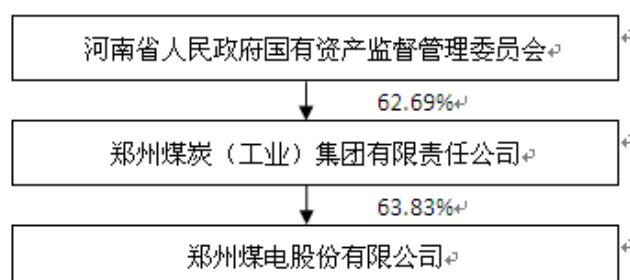 河南省人民政府国有资产监督管理委员会
62.69%
郑州煤炭（工业）集团有限责任公司
63.83%
郑州煤电股份有限公司